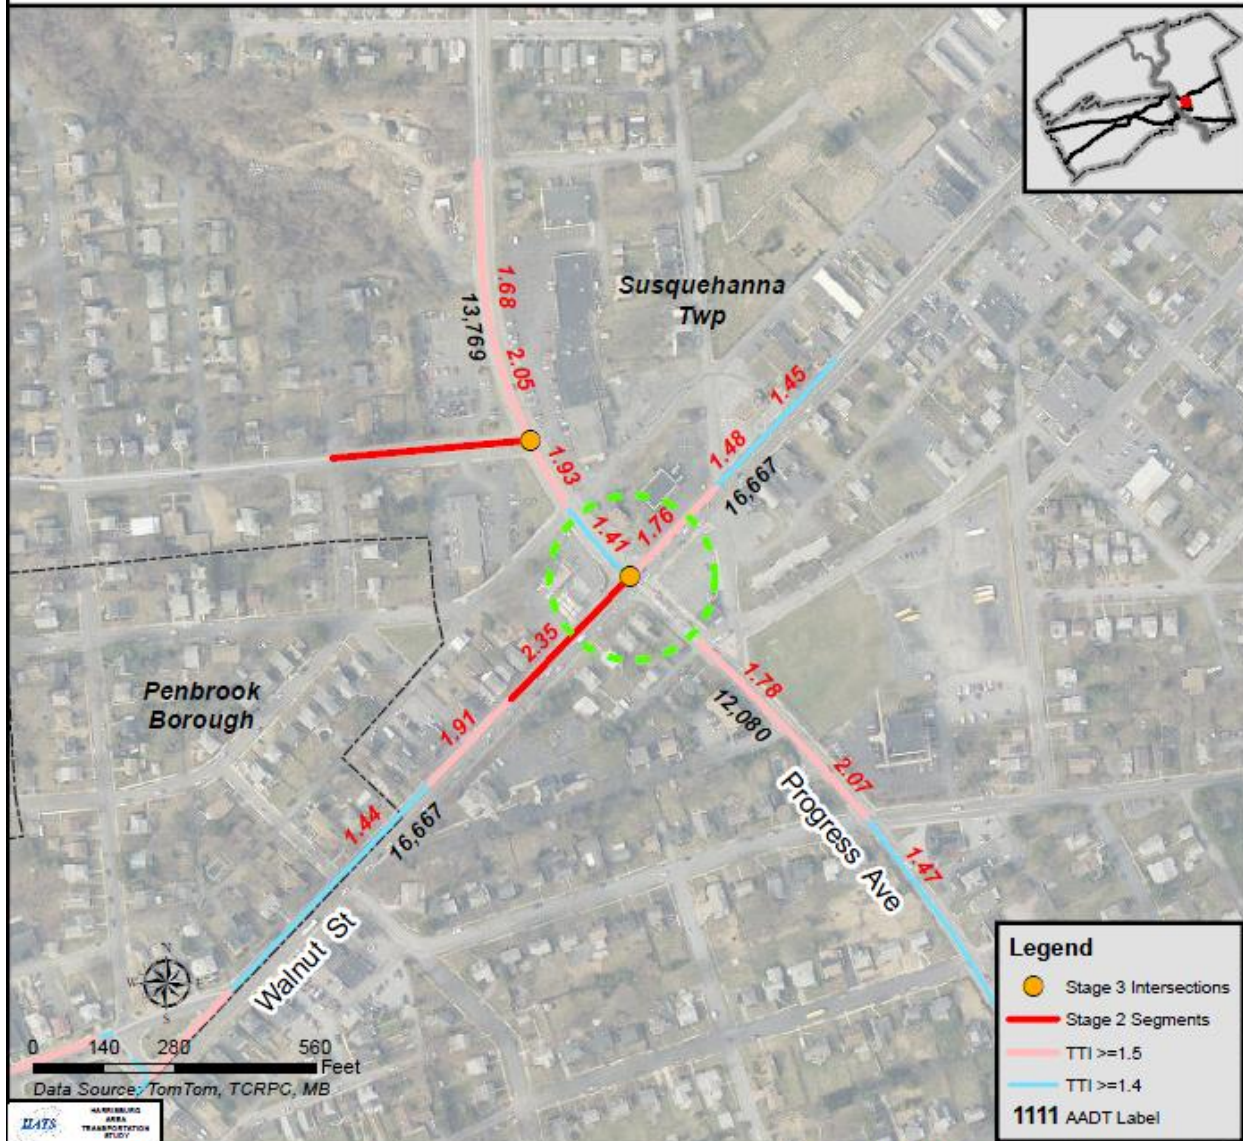 1.68
13,769
2.05
Susquehanna
Twp
1.45
1.48
16,667
1.93
1.41
1.76
2.35
Penbrook
Borough
1.91
1.78
12,080
2.07
1.44
16,667
Progress Ave
1.47
Walnut St
N
W
E
S
0 140 280 560
Feet
Data Source: TomTom, TCRPC, MB
HATS
HARRISBURG
AREA
TRANSPORTATION
STUDY
Legend
Stage 3 Intersections
Stage 2 Segments
TTI >=1.5
TTI >=1.4
1111 AADT Label